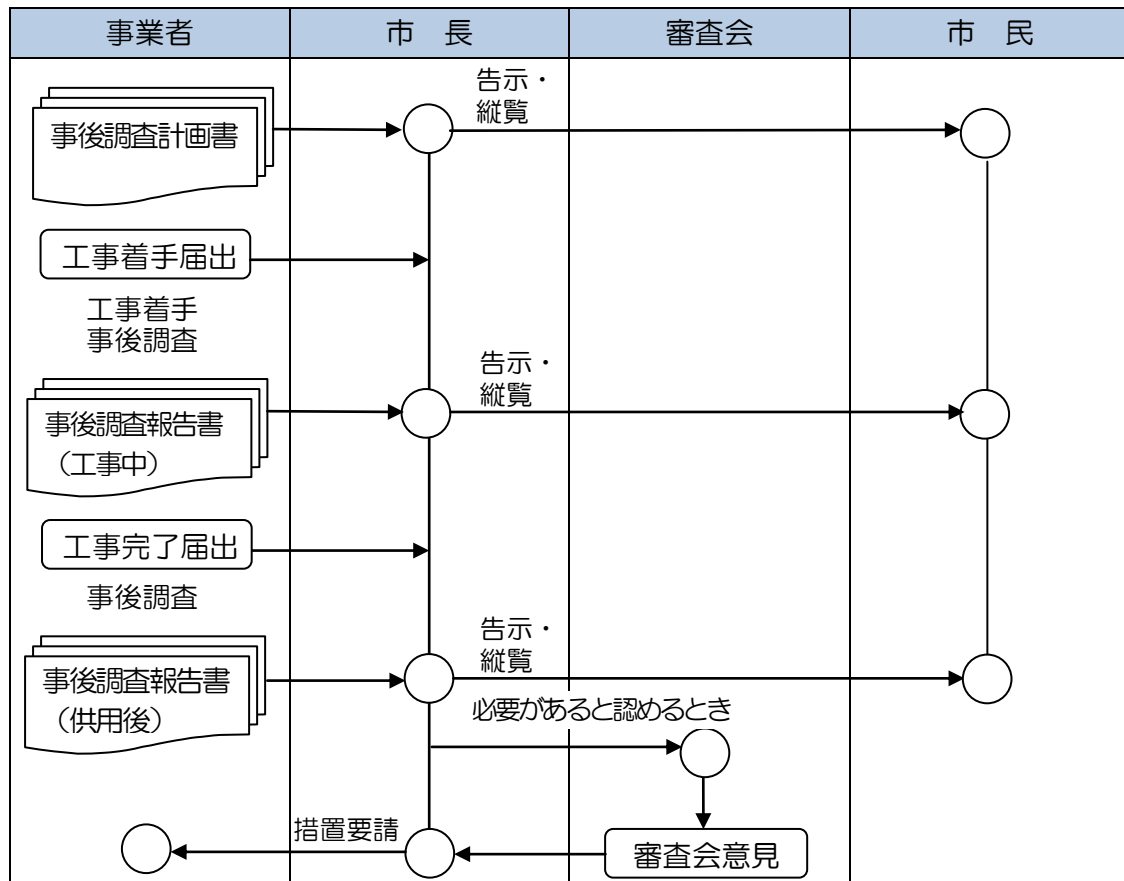 事業者
市　長
審査会
市　民
告示・
縦覧
事後調査計画書
工事着手届出
工事着手
事後調査
告示・
縦覧
事後調査報告書
（工事中）
工事完了届出
事後調査
告示・
縦覧
事後調査報告書
（供用後）
必要があると認めるとき
措置要請
審査会意見